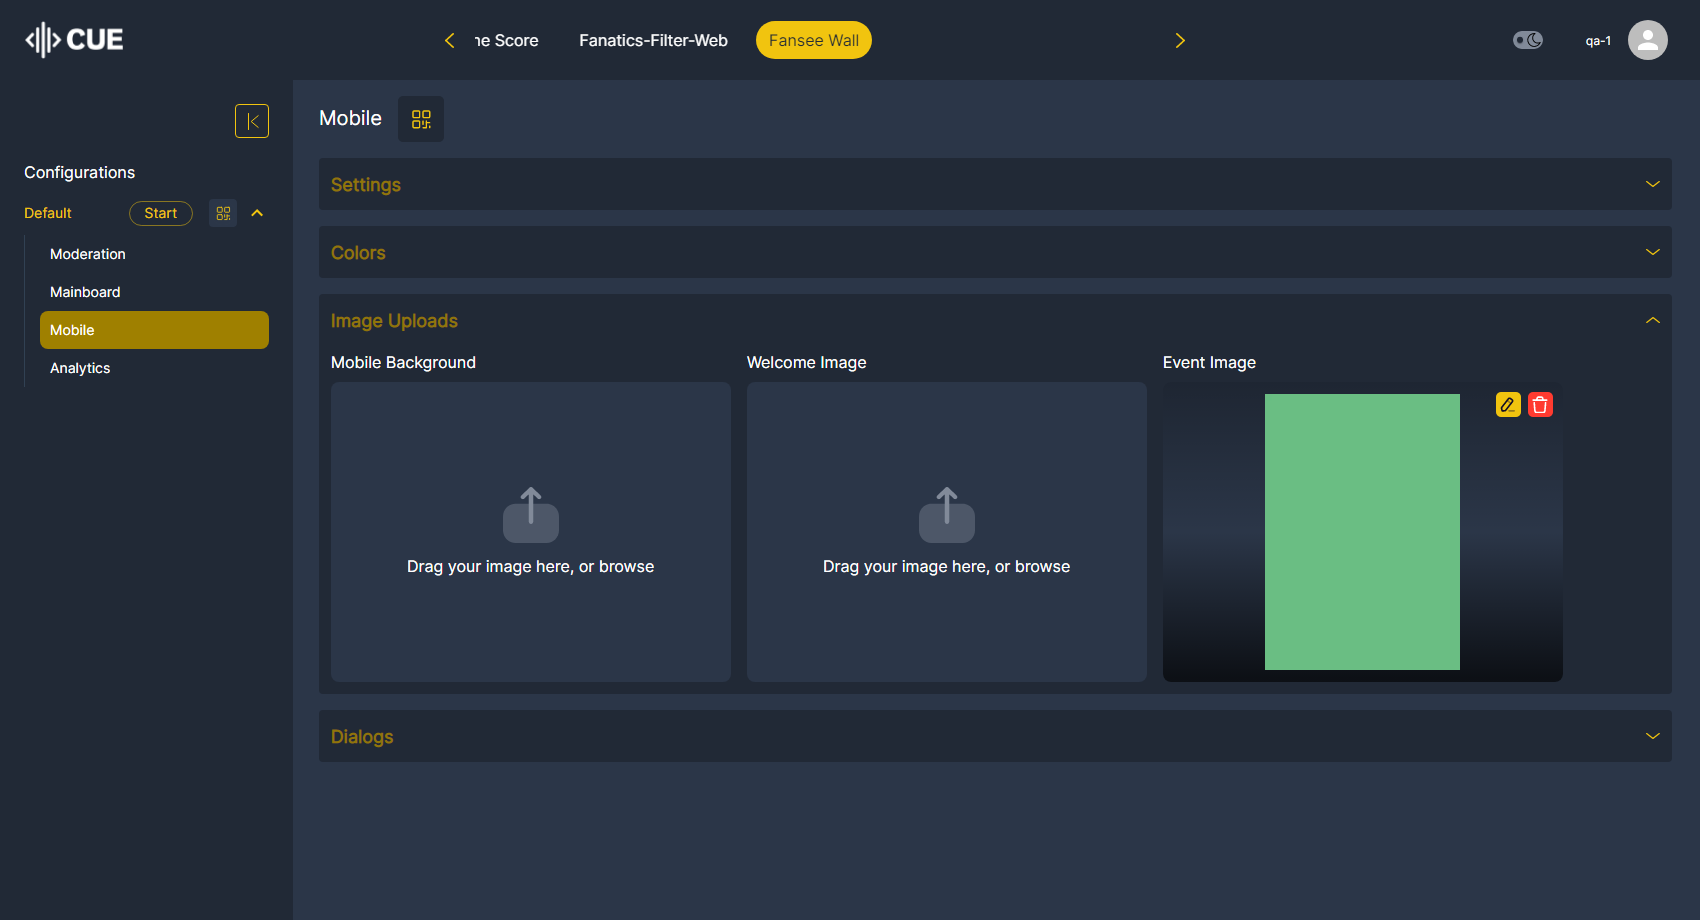 CUE
Score
Fanatics-Filter-Web
Fansee Wall
qa-1
Configurations
Default
Start
Moderation
Mainboard
Mobile
Analytics
Mobile
Settings
Colors
Image Uploads
Mobile Background
Welcome Image
Event Image
Drag your image here, or browse
Drag your image here, or browse
Dialogs